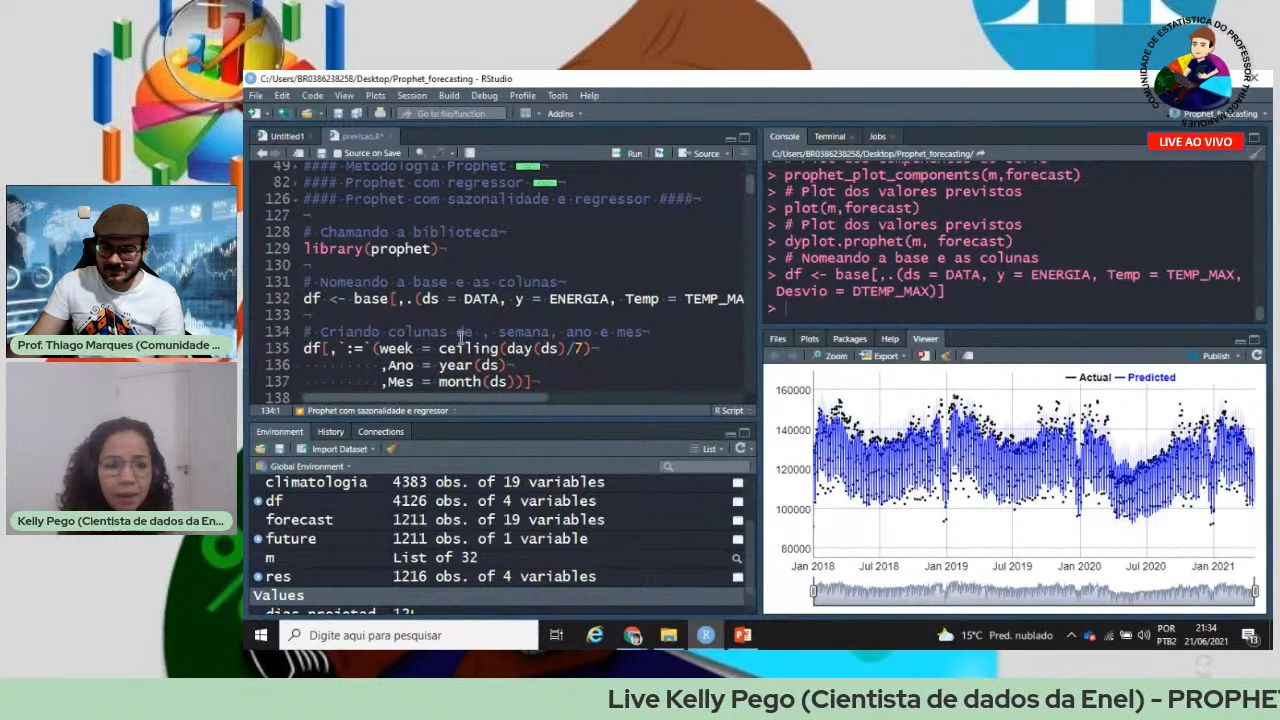 COMUNIDADE DE ESTATÍSTICA DO PROFESSOR THIAGO MARQUES
LIVE AO VIVO
C:/Users/BR0386238258/Desktop/Prophet_forecasting - RStudio
File Edit Code View Plots Session Build Debug Profile Tools Help
Go to file/function Addins
Prophet_forecasting
Untitled1 previsao.R*
Source on Save Run Source
49 #### Metodologia Prophet
82 #### Prophet com regressor
126 #### Prophet com sazonalidade e regressor ####¬
127 ¬
128 # Chamando a biblioteca¬
129 library(prophet)¬
130 ¬
131 # Nomeando a base e as colunas¬
132 df <- base[,.(ds = DATA, y = ENERGIA, Temp = TEMP_MA
133 ¬
134 # Criando colunas de , semana, ano e mes¬
135 df[,`:=`(week = ceiling(day(ds)/7)¬
136 ,Ano = year(ds)¬
137 ,Mes = month(ds))]¬
138
134:1 Prophet com sazonalidade e regressor R Script
Console Terminal Jobs
C:/Users/BR0386238258/Desktop/Prophet_forecasting/
> prophet_plot_components(m,forecast)
> # Plot dos valores previstos
> plot(m,forecast)
> # Plot dos valores previstos
> dyplot.prophet(m, forecast)
> # Nomeando a base e as colunas
> df <- base[,.(ds = DATA, y = ENERGIA, Temp = TEMP_MAX,
Desvio = DTEMP_MAX)]
>
Environment History Connections
Import Dataset List
Global Environment
climatologia 4383 obs. of 19 variables
df 4126 obs. of 4 variables
forecast 1211 obs. of 19 variables
future 1211 obs. of 1 variable
m List of 32
res 1216 obs. of 4 variables
Values
Files Plots Packages Help Viewer
Zoom Export Publish
Actual Predicted
160000
140000
120000
100000
80000
Jan 2018 Jul 2018 Jan 2019 Jul 2019 Jan 2020 Jul 2020 Jan 2021
Prof. Thiago Marques (Comunidade ...
Kelly Pego (Cientista de dados da En...
Digite aqui para pesquisar
15°C Pred. nublado
POR
PTB2
21:34
21/06/2021
13
Live Kelly Pego (Cientista de dados da Enel) - PROPHE